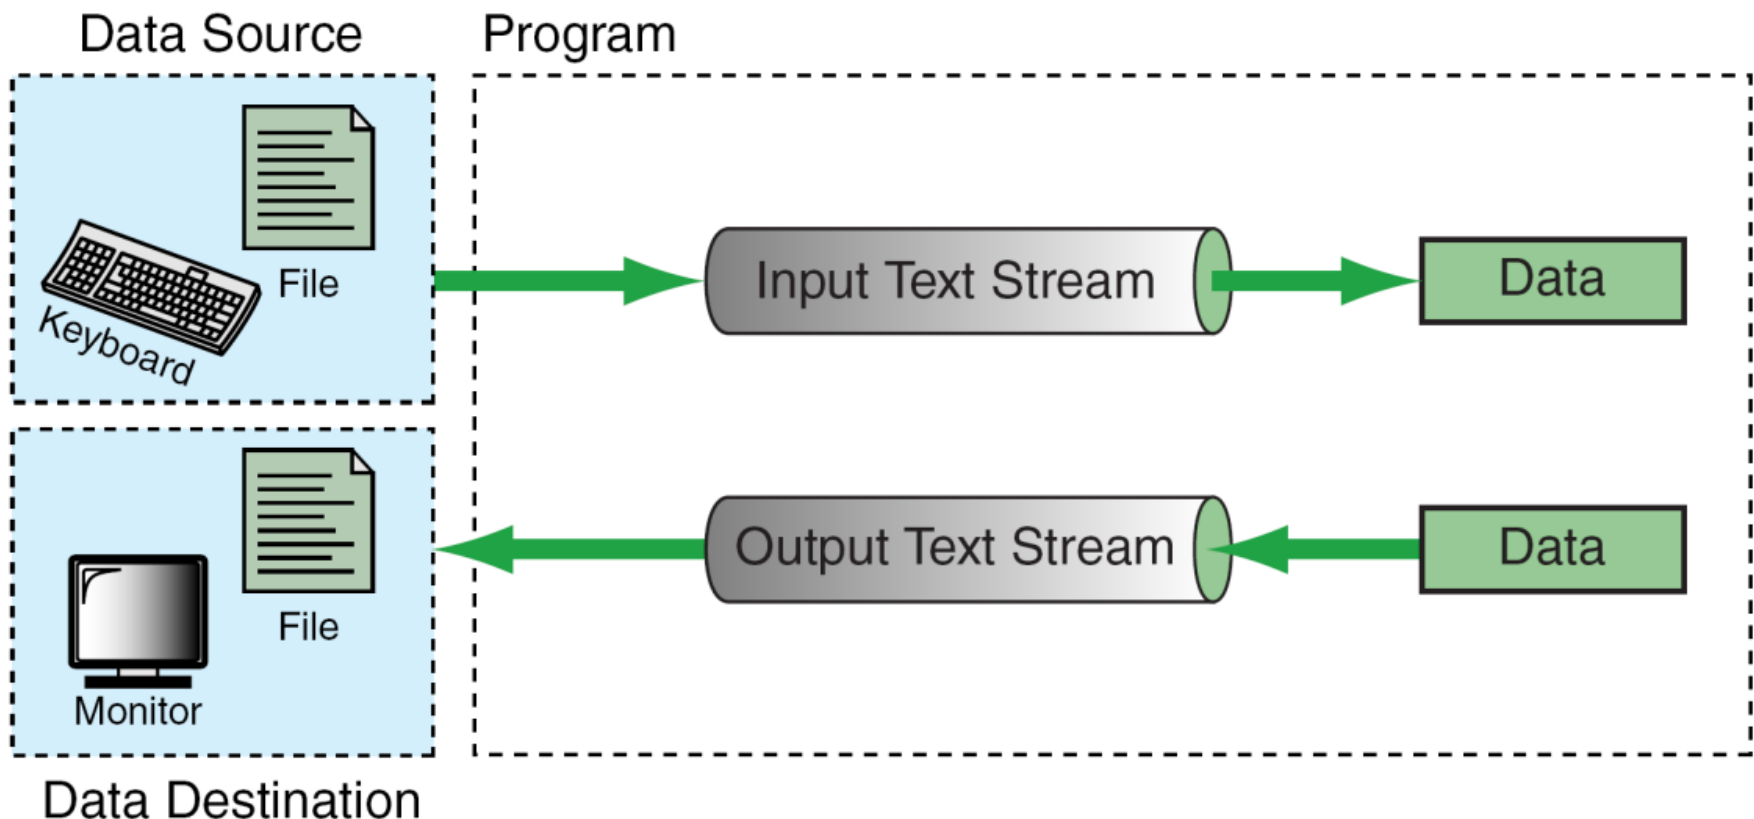 Data Source
Program
File
Keyboard
Input Text Stream
Data
File
Monitor
Output Text Stream
Data
Data Destination